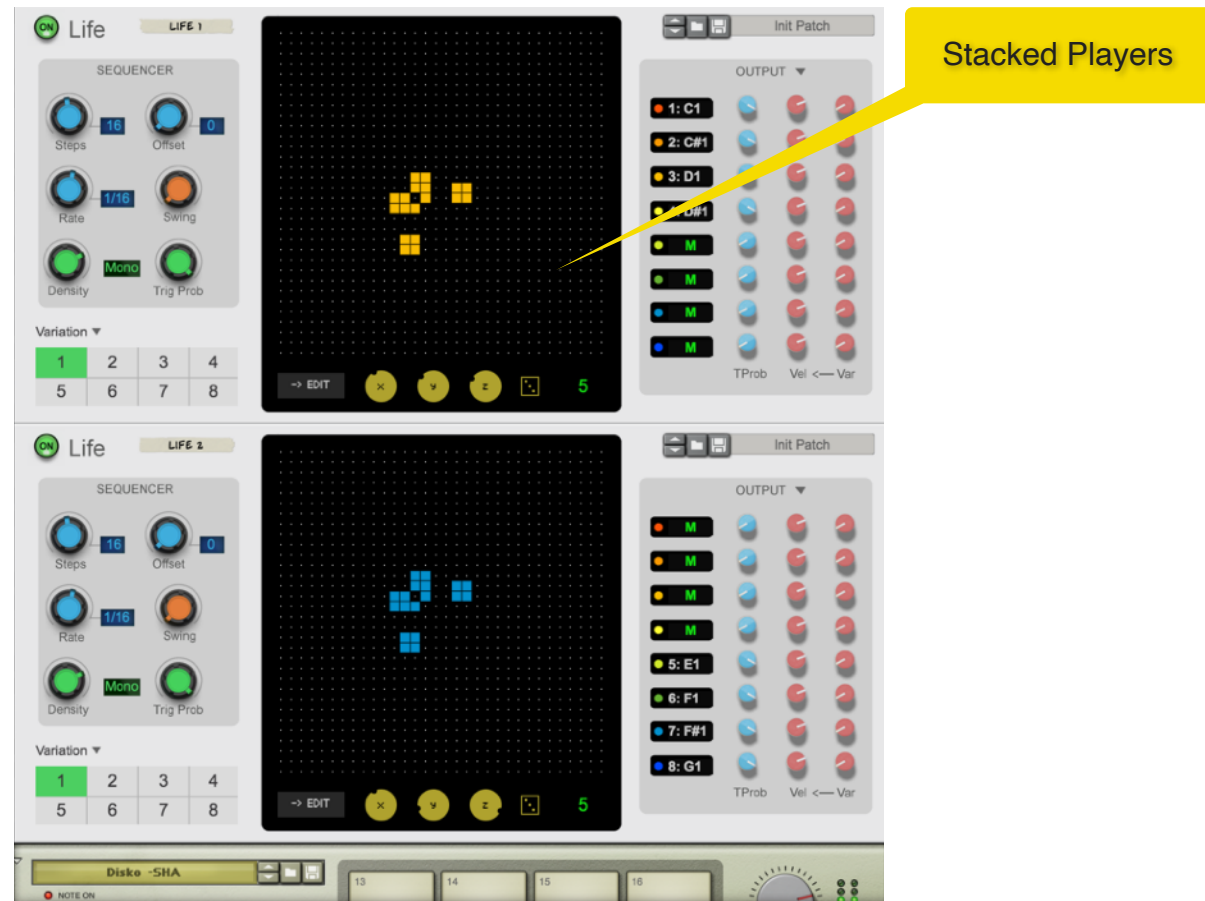 Stacked Players
ON Life LIFE 1 Init Patch
SEQUENCER OUTPUT
16 0
Steps Offset
1/16
Rate Swing
Mono
Density Trig Prob
Variation
1 2 3 4
5 6 7 8
-> EDIT x y z 5
1: C1
2: C#1
3: D1
D#1
M
M
M
M
TProb Vel <— Var
ON Life LIFE 2 Init Patch
SEQUENCER OUTPUT
16 0
Steps Offset
1/16
Rate Swing
Mono
Density Trig Prob
Variation
1 2 3 4
5 6 7 8
-> EDIT x y z 5
M
M
M
M
5: E1
6: F1
7: F#1
8: G1
TProb Vel <— Var
Disko -SHA
NOTE ON
13 14 15 16